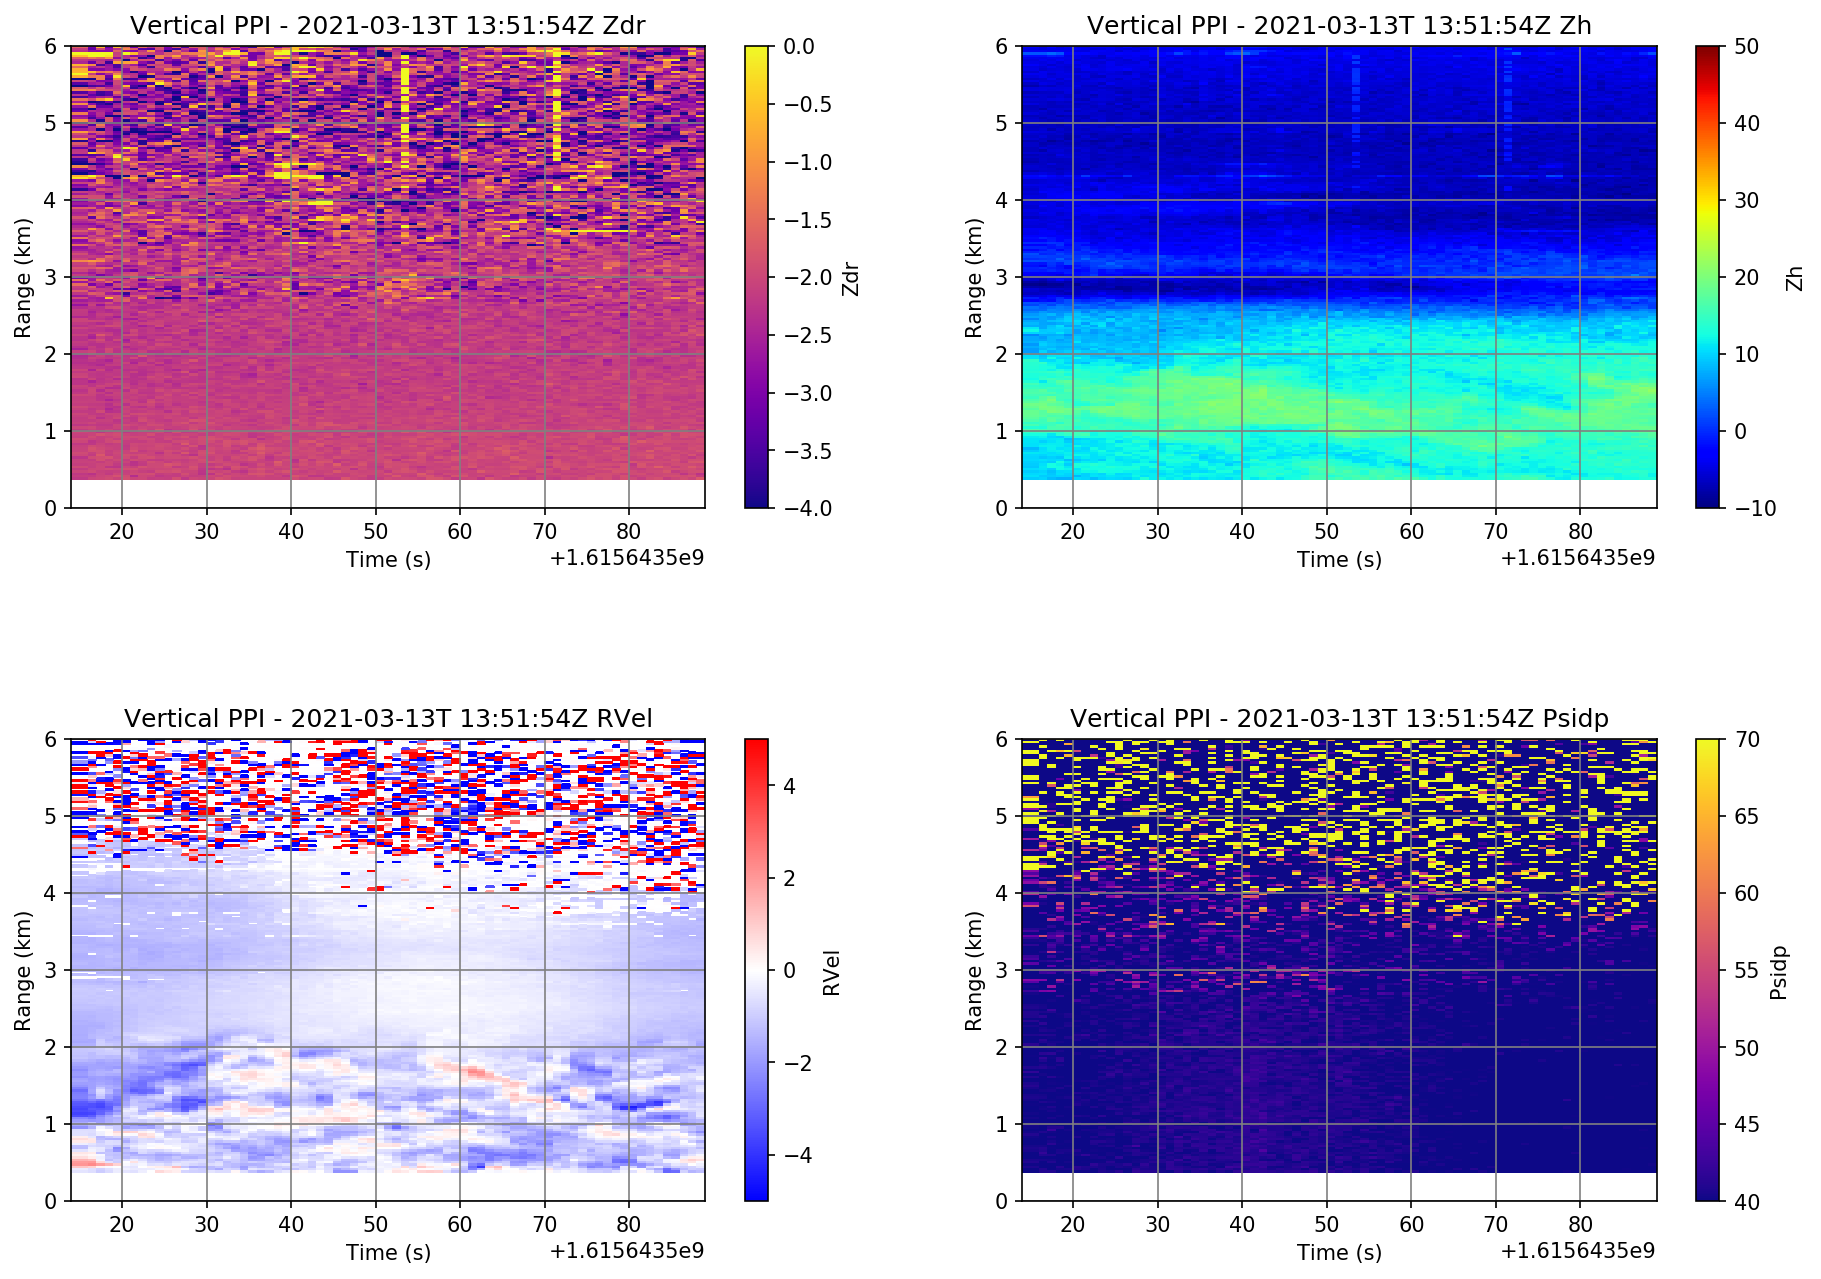 Vertical PPI - 2021-03-13T 13:51:54Z Zdr
6
5
4
3
2
1
0
Range (km)
20 30 40 50 60 70 80
Time (s)
+1.6156435e9
0.0
−0.5
−1.0
−1.5
−2.0
−2.5
−3.0
−3.5
−4.0
Zdr
Vertical PPI - 2021-03-13T 13:51:54Z Zh
6
5
4
3
2
1
0
Range (km)
20 30 40 50 60 70 80
Time (s)
+1.6156435e9
50
40
30
20
10
0
−10
Zh
Vertical PPI - 2021-03-13T 13:51:54Z RVel
6
5
4
3
2
1
0
Range (km)
20 30 40 50 60 70 80
Time (s)
+1.6156435e9
4
2
0
−2
−4
RVel
Vertical PPI - 2021-03-13T 13:51:54Z Psidp
6
5
4
3
2
1
0
Range (km)
20 30 40 50 60 70 80
Time (s)
+1.6156435e9
70
65
60
55
50
45
40
Psidp